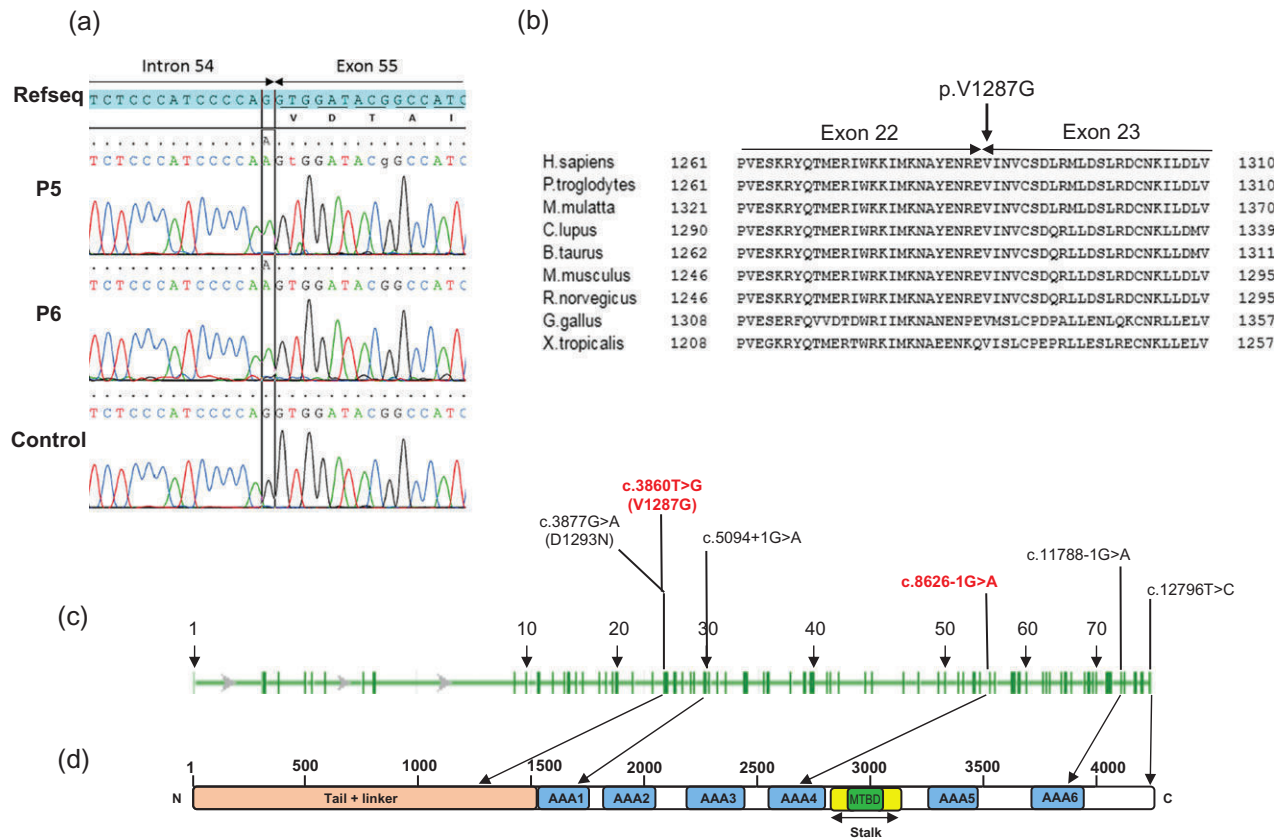 (a)
Intron 54 Exon 55
Refseq TCTCCCATCCCCAGGTGGATACGGCCATC
V D T A I
A
TCTCCCATCCCCAAGtGGATACgGCCATC
P5
A
TCTCCCATCCCCAAGTGGATACGGCCATC
P6
TCTCCCATCCCCAGGTGGATACGGCCATC
Control
(b)
p.V1287G
Exon 22 Exon 23
H.sapiens 1261 PVESKRYQTMERIWKKIMKNAYENREVINVCSDLRMLDSLRDCNKILDLV 1310
P.troglodytes 1261 PVESKRYQTMERIWKKIMKNAYENREVINVCSDLRMLDSLRDCNKILDLV 1310
M.mulatta 1321 PVESKRYQTMERIWKKIMKNAYENREVINVCSDLRMLDSLRDCNKILDLV 1370
C.lupus 1290 PVESKRYQTMERIWRKIMKNAYENREVINVCSDQRLLDSLRDCNKLLDMV 1339
B.taurus 1262 PVESKRYQTMERIWRKIMKNAYENREVINVCSDQRLLDSLRDCNKLLDMV 1311
M.musculus 1246 PVESKRYQTMERIWRKIMKNAYENREVINVCSDQRLLDSLRDCNKLLDLV 1295
R.norvegicus 1246 PVESKRYQTMERIWRKIMKNAYENREVINVCSDQRLLDSLRDCNKLLDLV 1295
G.gallus 1308 PVESERFQVVDTDWRIIMKNANENPEVMSLCPDPALLENLQKCNRLLELV 1357
X.tropicalis 1208 PVEGKRYQTMERTWRKIMKNAEENKQVISLCPEPRLLESLRECNKLLELV 1257
(c)
c.3860T>G
(V1287G)
c.3877G>A
(D1293N)
c.5094+1G>A
c.8626-1G>A
c.11788-1G>A
c.12796T>C
1 10 20 30 40 50 60 70
(d)
1 500 1000 1500 2000 2500 3000 3500 4000
N Tail + linker AAA1 AAA2 AAA3 AAA4 MTBD AAA5 AAA6 C
Stalk